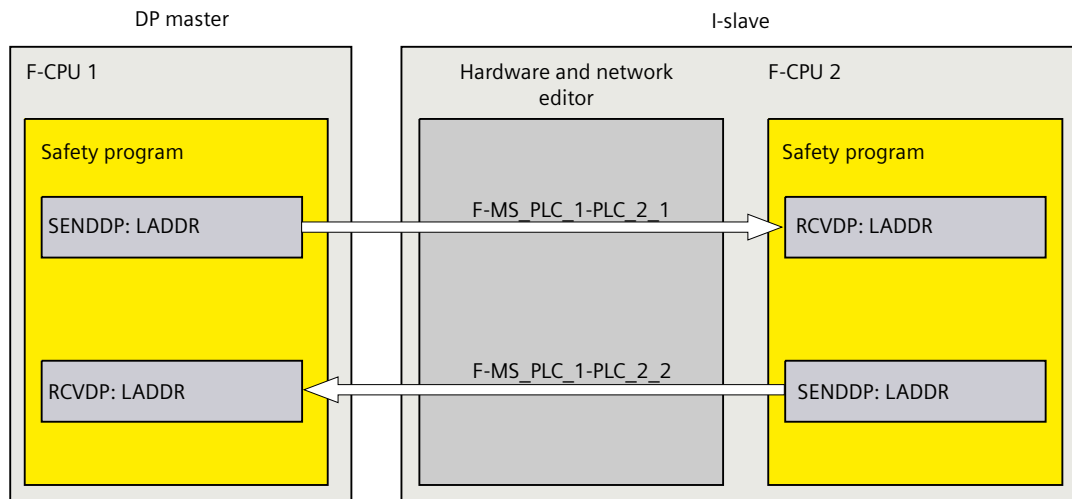 DP master
I-slave
F-CPU 1
Hardware and network
editor
F-CPU 2
Safety program
Safety program
SENDDP: LADDR
F-MS_PLC_1-PLC_2_1
RCVDP: LADDR
RCVDP: LADDR
F-MS_PLC_1-PLC_2_2
SENDDP: LADDR